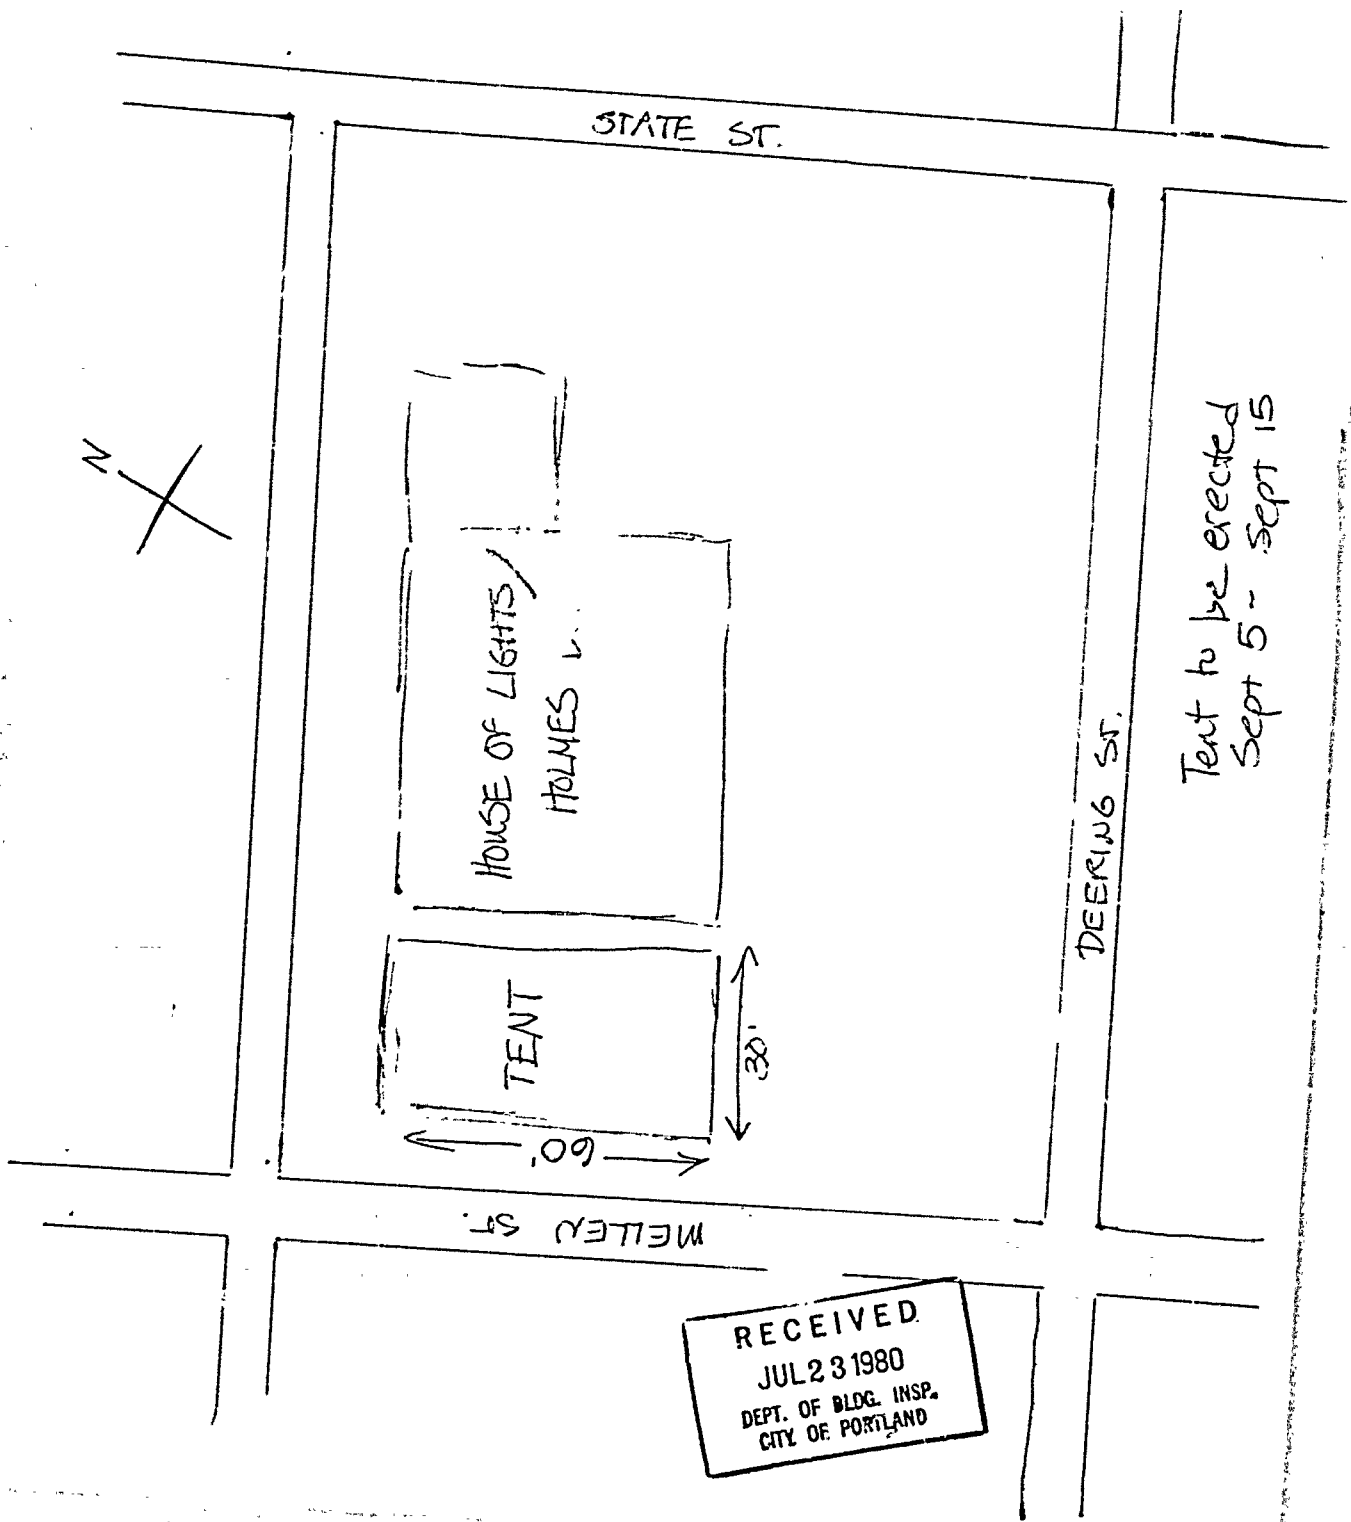 STATE ST.
N
HOUSE OF LIGHTS/
HOLMES
TENT
30'
60'
MELLEN ST.
DEERING ST.
Tent to be erected
Sept 5 - Sept 15
RECEIVED
JUL 23 1980
DEPT. OF BLDG. INSP.
CITY OF PORTLAND